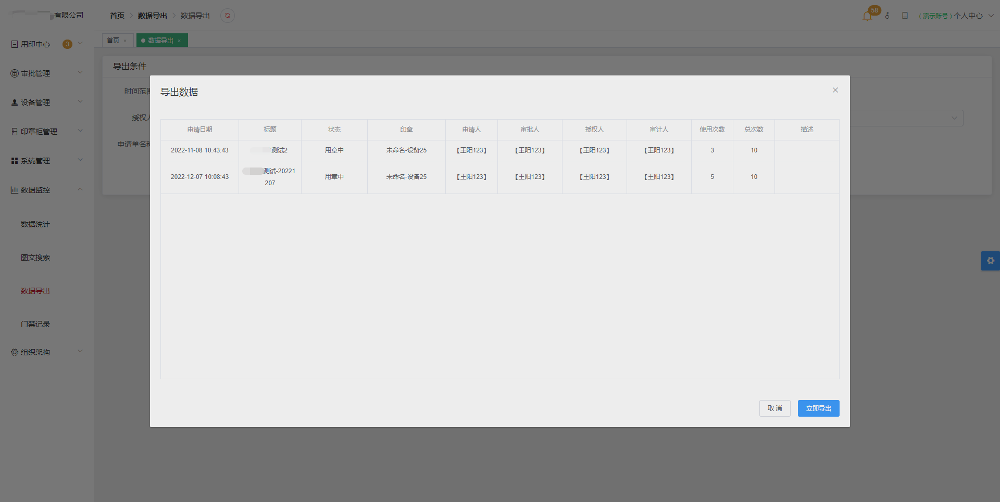 有限公司
首页 数据导出 数据导出
58
(演示账号) 个人中心
首页 ×
数据导出 ×
用印中心 3
审批管理
设备管理
印章柜管理
系统管理
数据监控
数据统计
图文搜索
数据导出
门禁记录
组织架构
导出条件
时间范围
授权人
申请单名称
导出数据
申请日期 标题 状态 印章 申请人 审批人 授权人 审计人 使用次数 总次数 描述
2022-11-08 10:43:43 测试2 用章中 未命名-设备25 【王阳123】 【王阳123】 【王阳123】 【王阳123】 3 10
2022-12-07 10:08:43 测试-20221 用章中 未命名-设备25 【王阳123】 【王阳123】 【王阳123】 【王阳123】 5 10
207
取消 立即导出